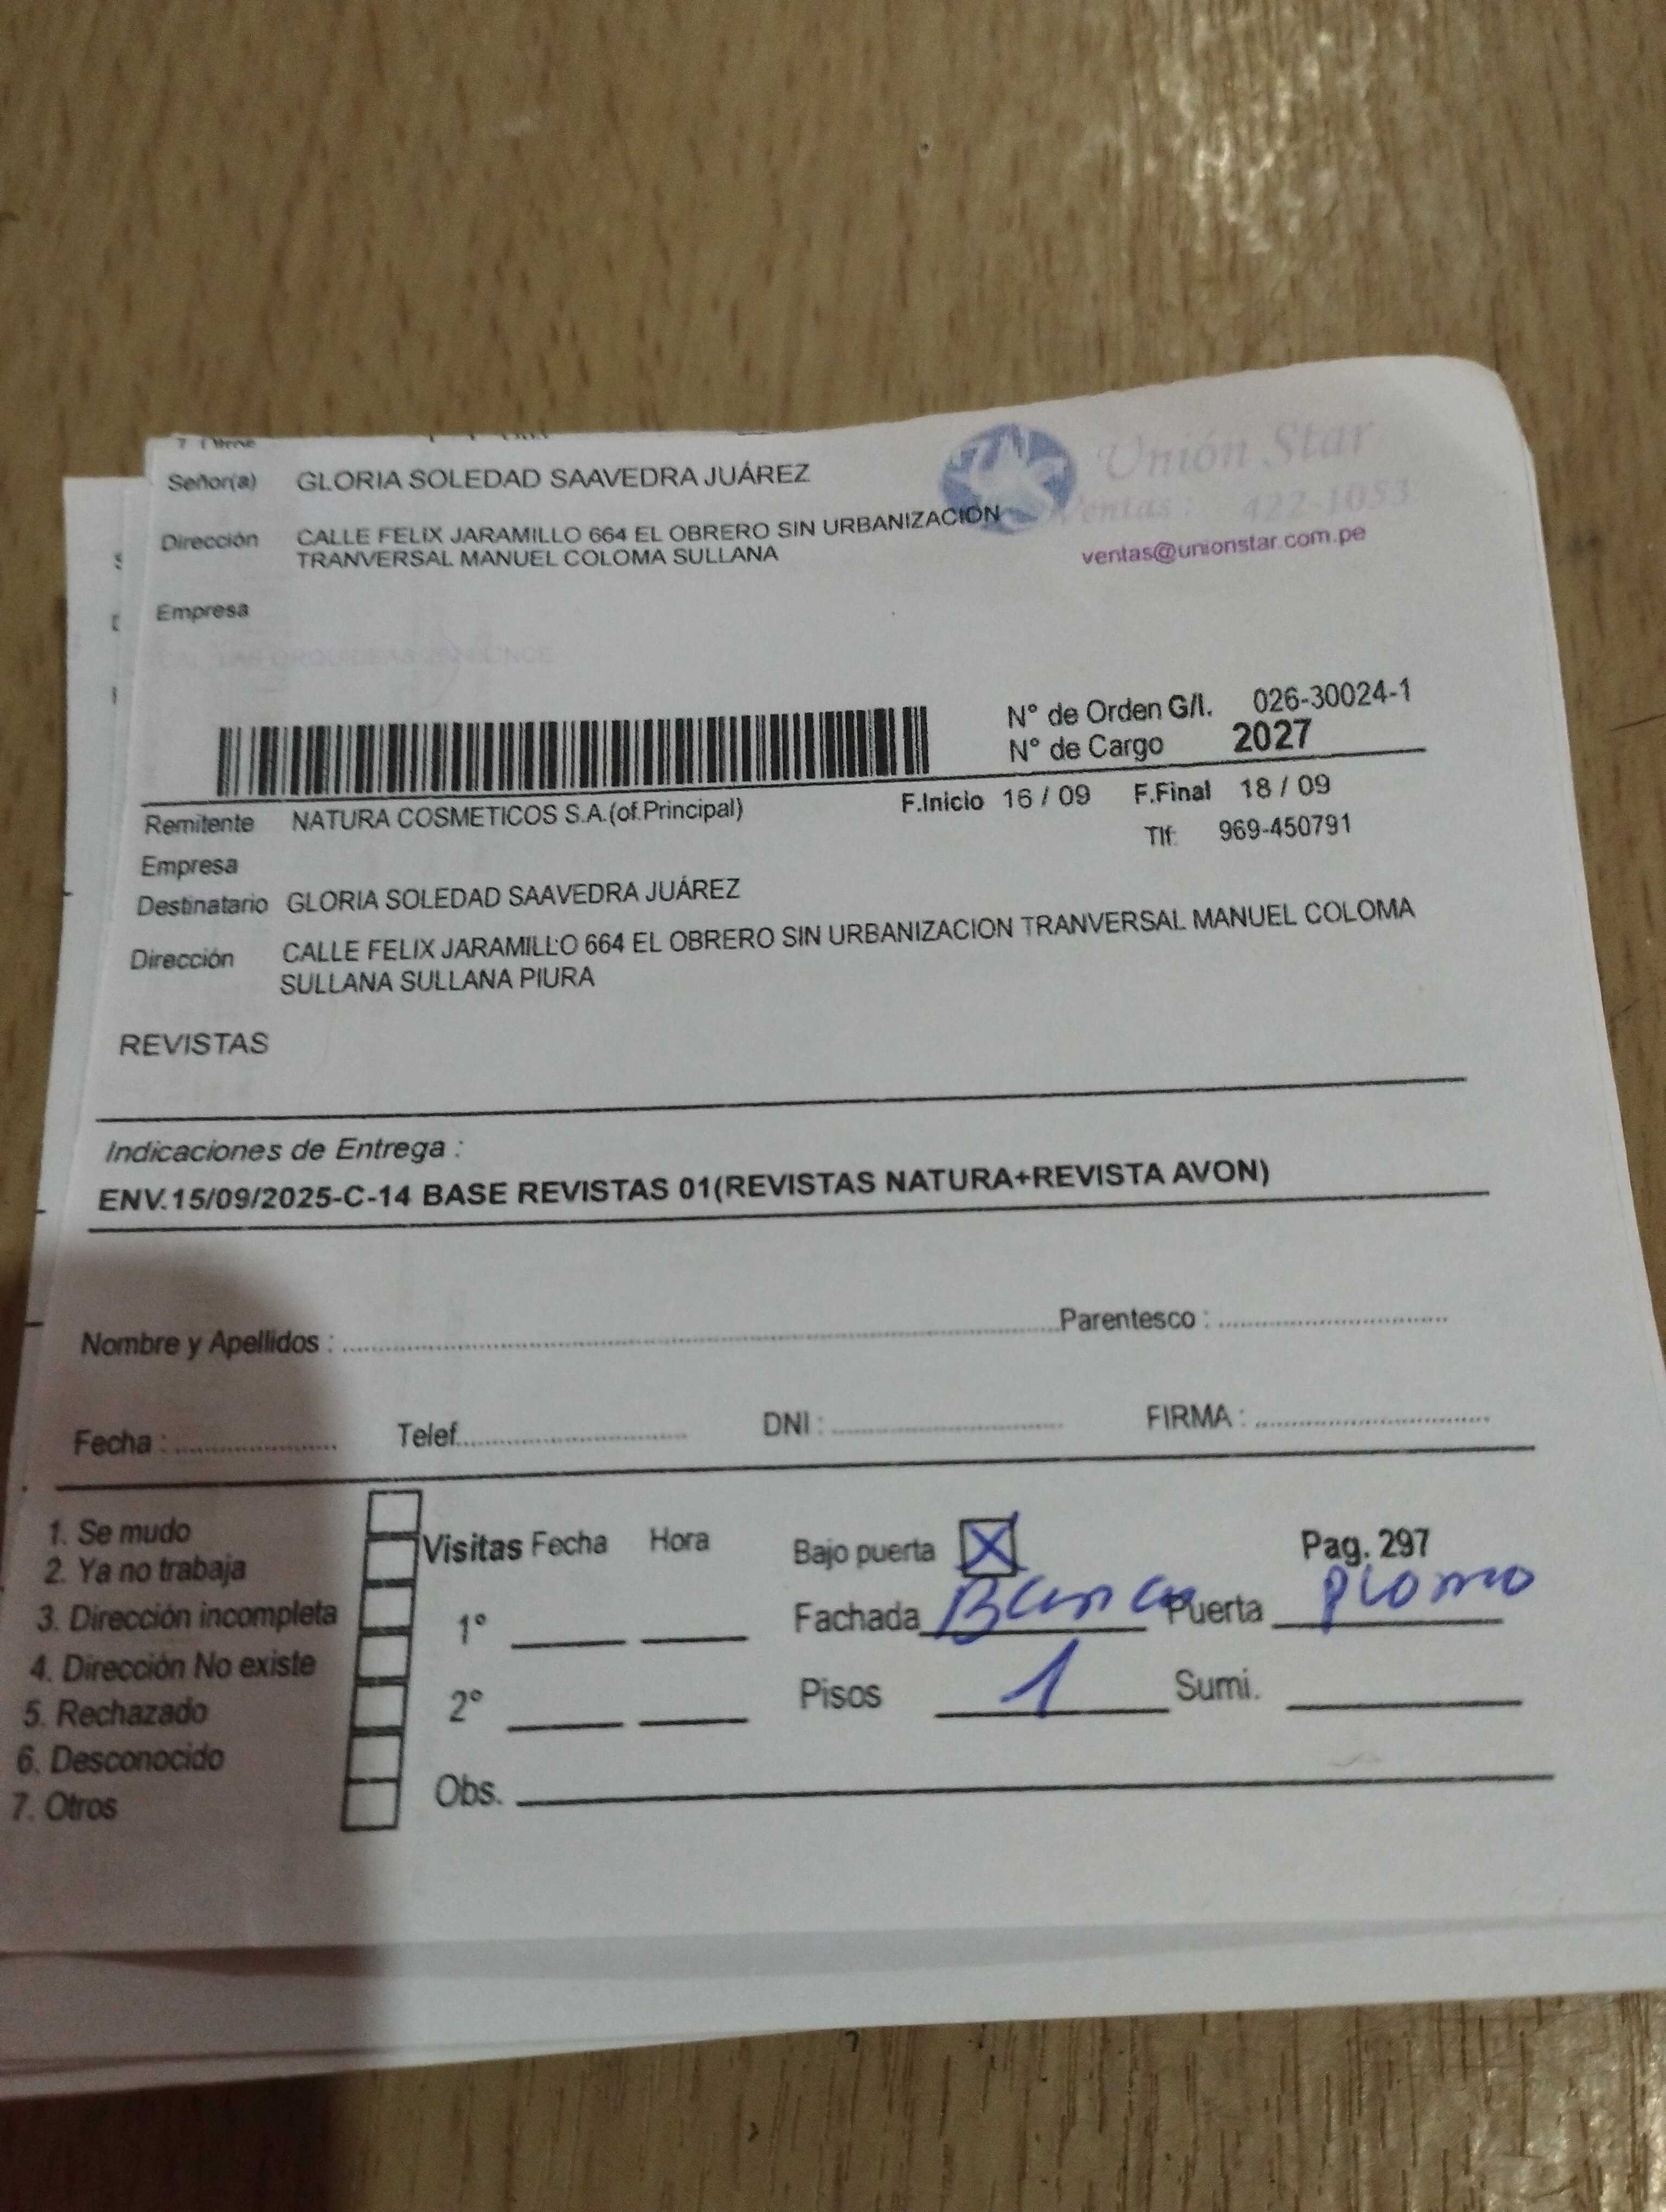 7. Otros
Señor(a) GLORIA SOLEDAD SAAVEDRA JUÁREZ
Unión Star
Ventas: 422-1053
ventas@unionstar.com.pe
Dirección CALLE FELIX JARAMILLO 664 EL OBRERO SIN URBANIZACION
TRANVERSAL MANUEL COLOMA SULLANA
Empresa
N° de Orden G/I. 026-30024-1
N° de Cargo 2027
Remitente NATURA COSMETICOS S.A.(of.Principal) F.Inicio 16 / 09 F.Final 18 / 09
Tlf: 969-450791
Empresa
Destinatario GLORIA SOLEDAD SAAVEDRA JUÁREZ
Dirección CALLE FELIX JARAMILLO 664 EL OBRERO SIN URBANIZACION TRANVERSAL MANUEL COLOMA
SULLANA SULLANA PIURA
REVISTAS
Indicaciones de Entrega :
ENV.15/09/2025-C-14 BASE REVISTAS 01(REVISTAS NATURA+REVISTA AVON)
Nombre y Apellidos : Parentesco :
Fecha : Telef. DNI : FIRMA :
1. Se mudo
2. Ya no trabaja
3. Dirección incompleta
4. Dirección No existe
5. Rechazado
6. Desconocido
7. Otros
Visitas Fecha Hora
1°
2°
Bajo puerta X Pag. 297
Fachada Blanca Puerta plomo
Pisos 1 Sumi.
Obs.